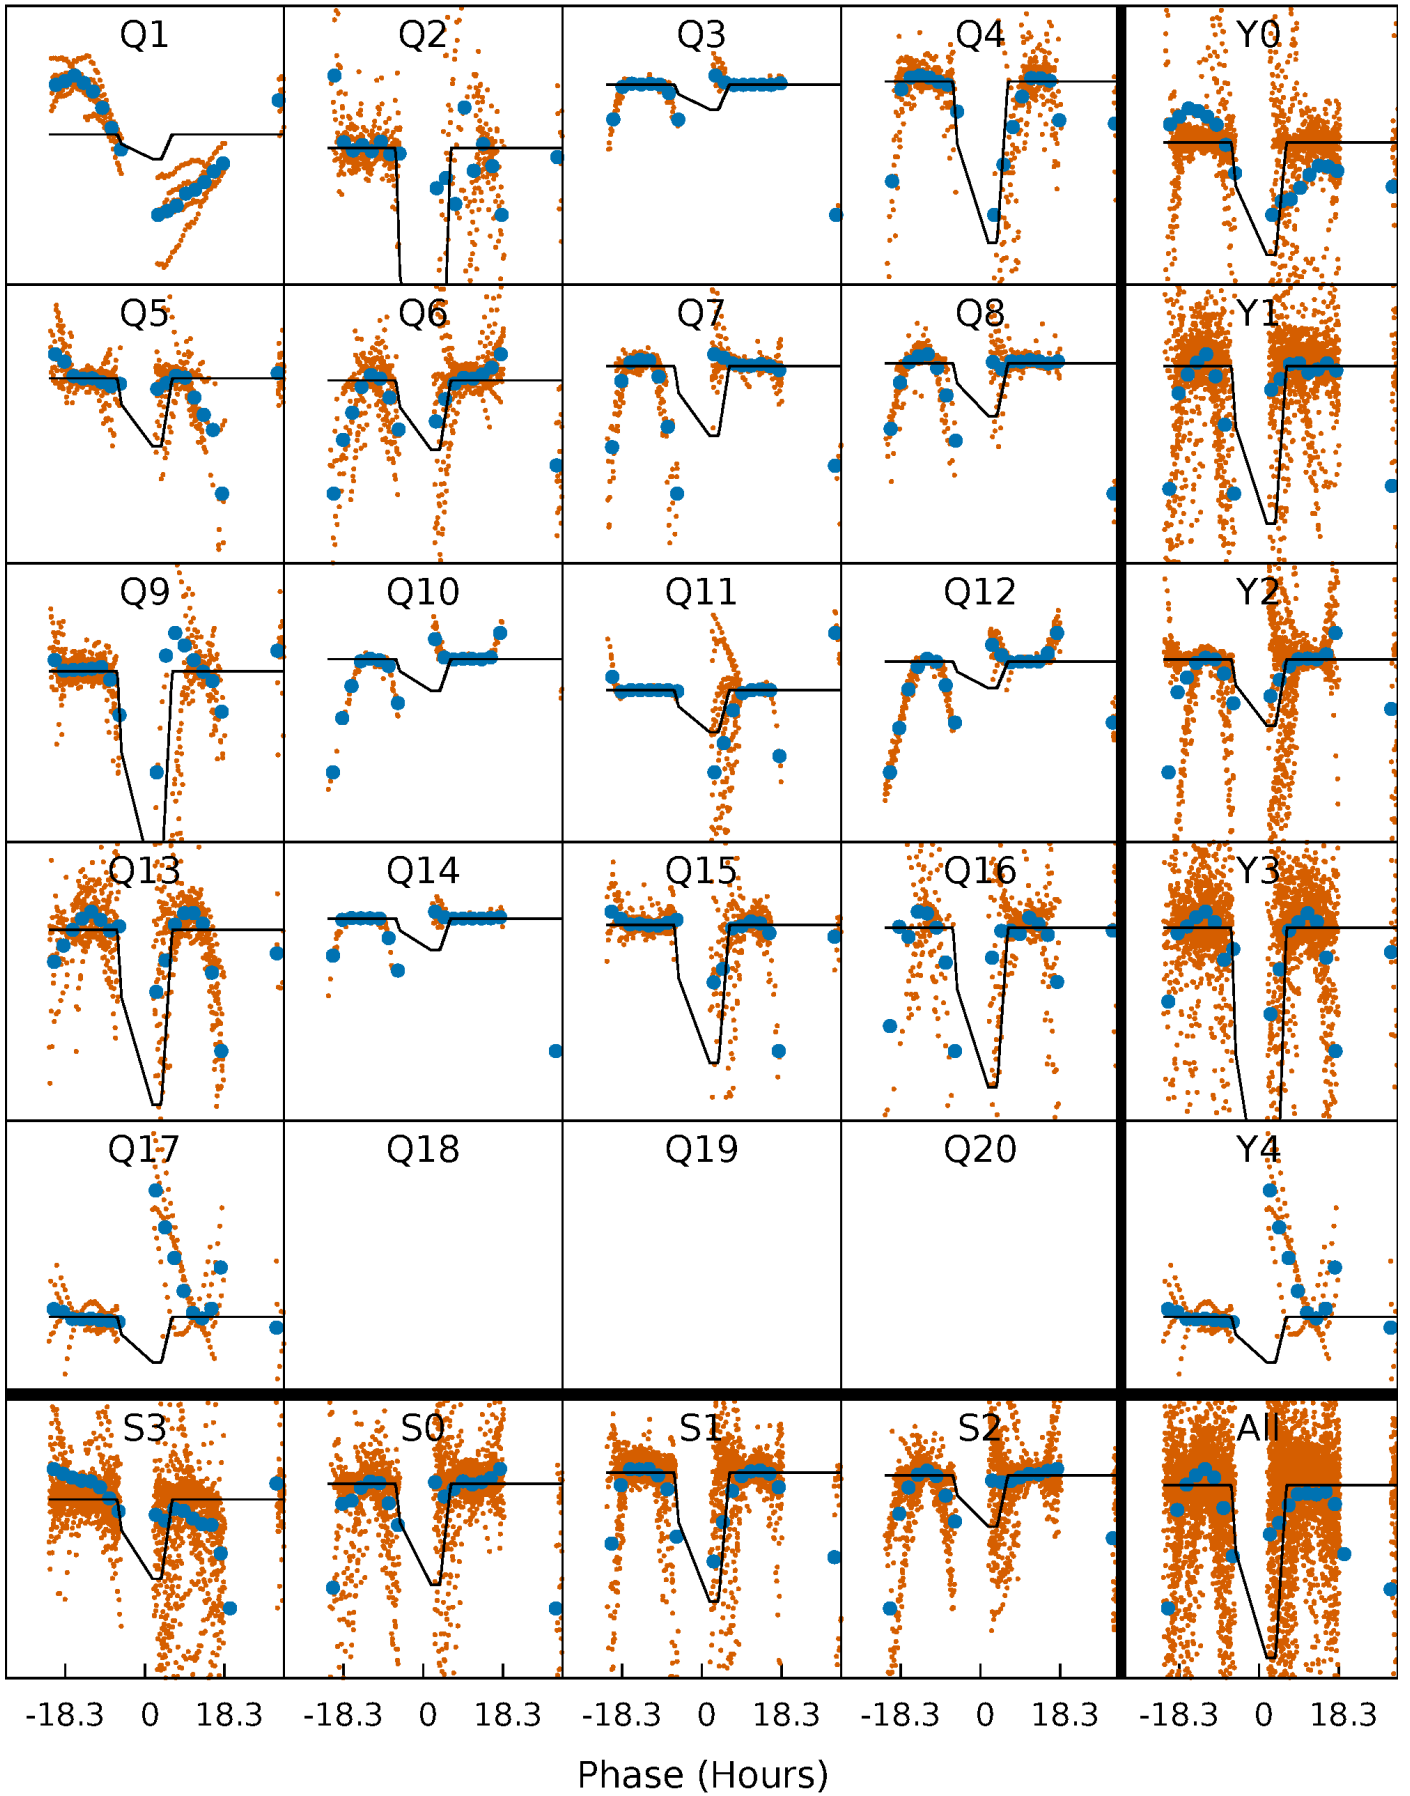 Q1 Q2 Q3 Q4 Y0
Q5 Q6 Q7 Q8 Y1
Q9 Q10 Q11 Q12 Y2
Q13 Q14 Q15 Q16 Y3
Q17 Q18 Q19 Q20 Y4
S3 S0 S1 S2 All
-18.3 0 18.3 -18.3 0 18.3 -18.3 0 18.3 -18.3 0 18.3 -18.3 0 18.3
Phase (Hours)